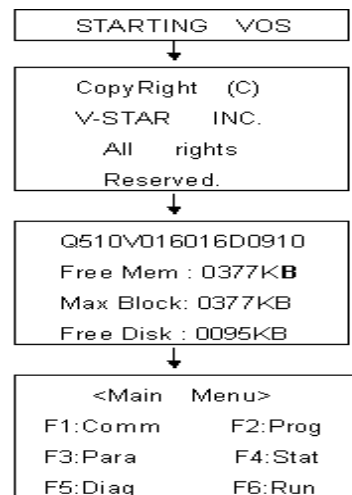 STARTING VOS
CopyRight (C)
V-STAR INC.
All rights
Reserved.
Q510V016016D0910
Free Mem : 0377KB
Max Block: 0377KB
Free Disk : 0095KB
<Main Menu>
F1:Comm F2:Prog
F3:Para F4:Stat
F5:Diag F6:Run